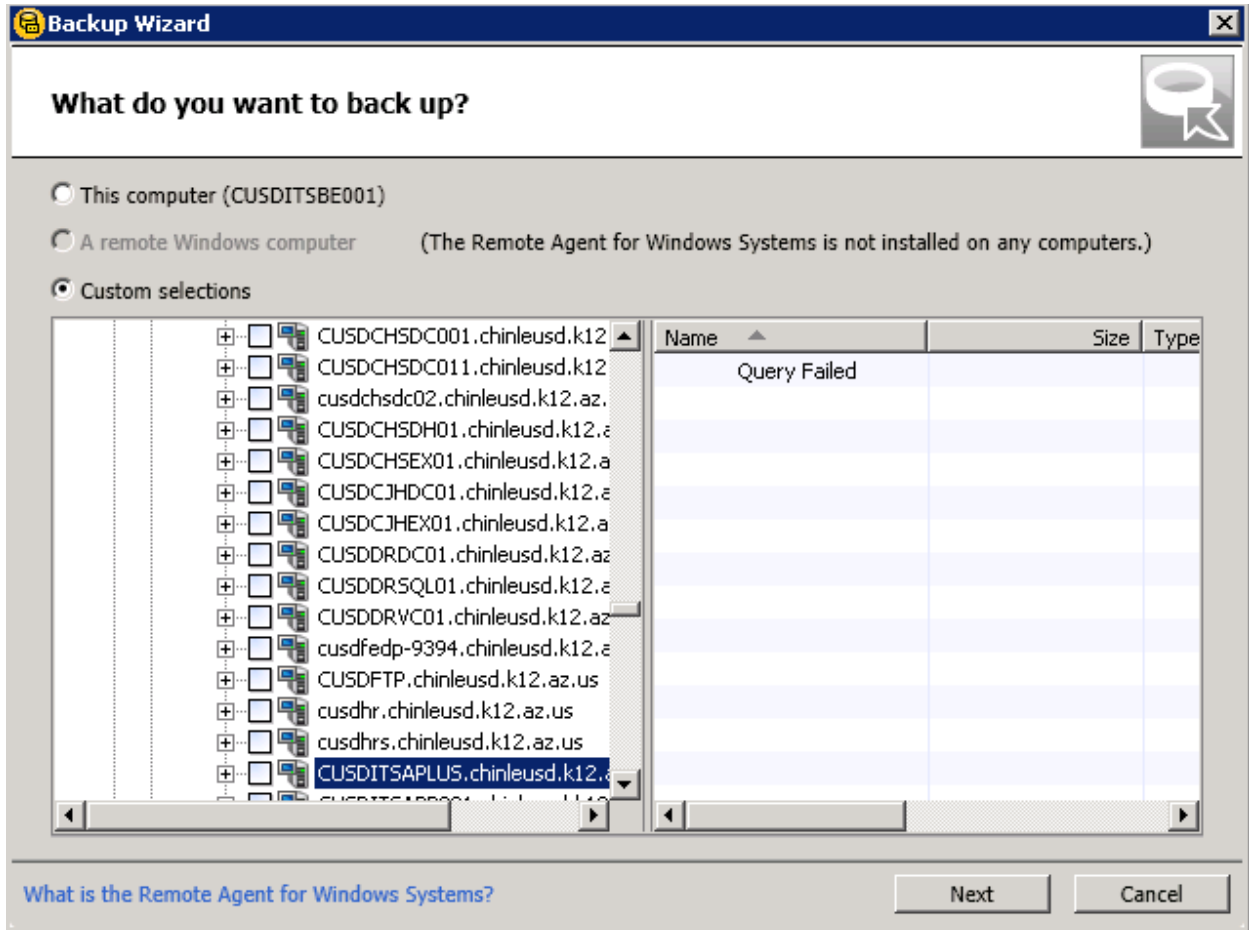 Backup Wizard
What do you want to back up?
This computer (CUSDITSBE001)
A remote Windows computer (The Remote Agent for Windows Systems is not installed on any computers.)
Custom selections
Name Size Type
Query Failed
CUSDCHSDC001.chinleusd.k12
CUSDCHSDC011.chinleusd.k12
cusdchsdc02.chinleusd.k12.az.
CUSDCHSDH01.chinleusd.k12.a
CUSDCHSEX01.chinleusd.k12.a
CUSDCJHDC01.chinleusd.k12.a
CUSDCJHEX01.chinleusd.k12.a
CUSDDRDC01.chinleusd.k12.az
CUSDDRSQL01.chinleusd.k12.a
CUSDDRVC01.chinleusd.k12.az
cusdfedp-9394.chinleusd.k12.a
CUSDFTP.chinleusd.k12.az.us
cusdhr.chinleusd.k12.az.us
cusdhrs.chinleusd.k12.az.us
CUSDITSAPLUS.chinleusd.k12.a
What is the Remote Agent for Windows Systems?
Next Cancel